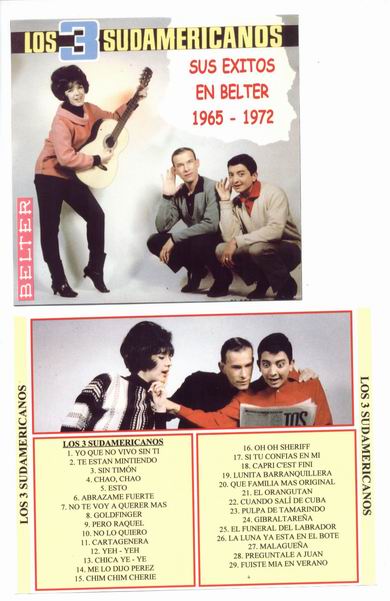 LOS 3 SUDAMERICANOS
SUS EXITOS
EN BELTER
1965 - 1972
BELTER
LOS 3 SUDAMERICANOS
LOS 3 SUDAMERICANOS
1. YO QUE NO VIVO SIN TI
2. TE ESTAN MINTIENDO
3. SIN TIMÓN
4. CHAO, CHAO
5. ESTO
6. ABRAZAME FUERTE
7. NO TE VOY A QUERER MAS
8. GOLDFINGER
9. PERO RAQUEL
10. NO LO QUIERO
11. CARTAGENERA
12. YEH - YEH
13. CHICA YE - YE
14. ME LO DIJO PEREZ
15. CHIM CHIM CHERIE
16. OH OH SHERIFF
17. SI TU CONFIAS EN MI
18. CAPRI C'EST FINI
19. LUNITA BARRANQUILLERA
20. QUE FAMILIA MAS ORIGINAL
21. EL ORANGUTAN
22. CUANDO SALÍ DE CUBA
23. PULPA DE TAMARINDO
24. GIBRALTAREÑA
25. EL FUNERAL DEL LABRADOR
26. LA LUNA YA ESTA EN EL BOTE
27. MALAGUEÑA
28. PREGUNTALE A JUAN
29. FUISTE MIA EN VERANO
LOS 3 SUDAMERICANOS